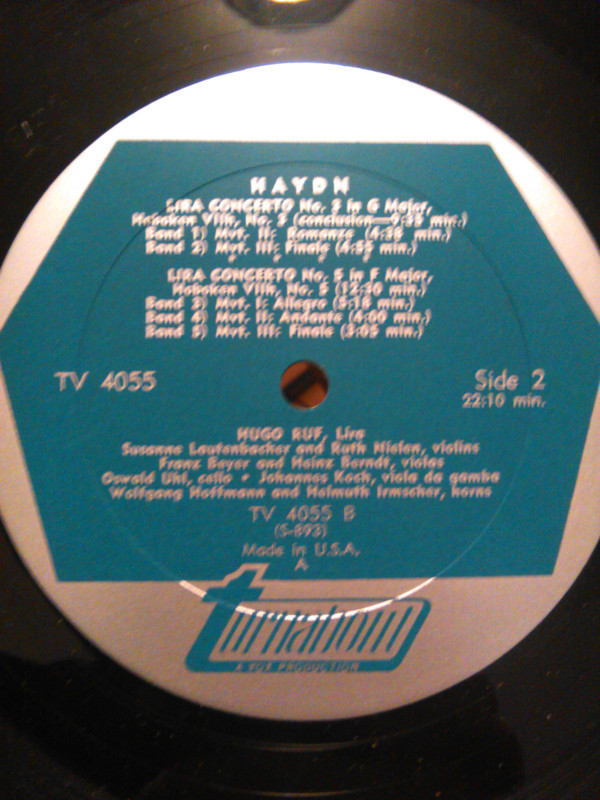 HAYDN
LIRA CONCERTO No. 3 in G Major,
Hoboken VIIh, No. 3 (conclusion—9:35 min.)
Band 1) Mvt. II: Romanze (4:38 min.)
Band 2) Mvt. III: Finale (4:55 min.)
LIRA CONCERTO No. 5 in F Major,
Hoboken VIIh, No. 5 (12:30 min.)
Band 3) Mvt. I: Allegro (5:18 min.)
Band 4) Mvt. II: Andante (4:00 min.)
Band 5) Mvt. III: Finale (3:05 min.)
TV 4055
Side 2
22:10 min.
HUGO RUF, Lira
Susanne Lautenbacher and Ruth Nielen, violins
Franz Beyer and Heinz Berndt, violas
Oswald Uhl, cello • Johannes Koch, viola da gamba
Wolfgang Hoffmann and Helmuth Irmscher, horns
TV 4055 B
(S-893)
Made in U.S.A.
A
turnabout
A VOX PRODUCTION